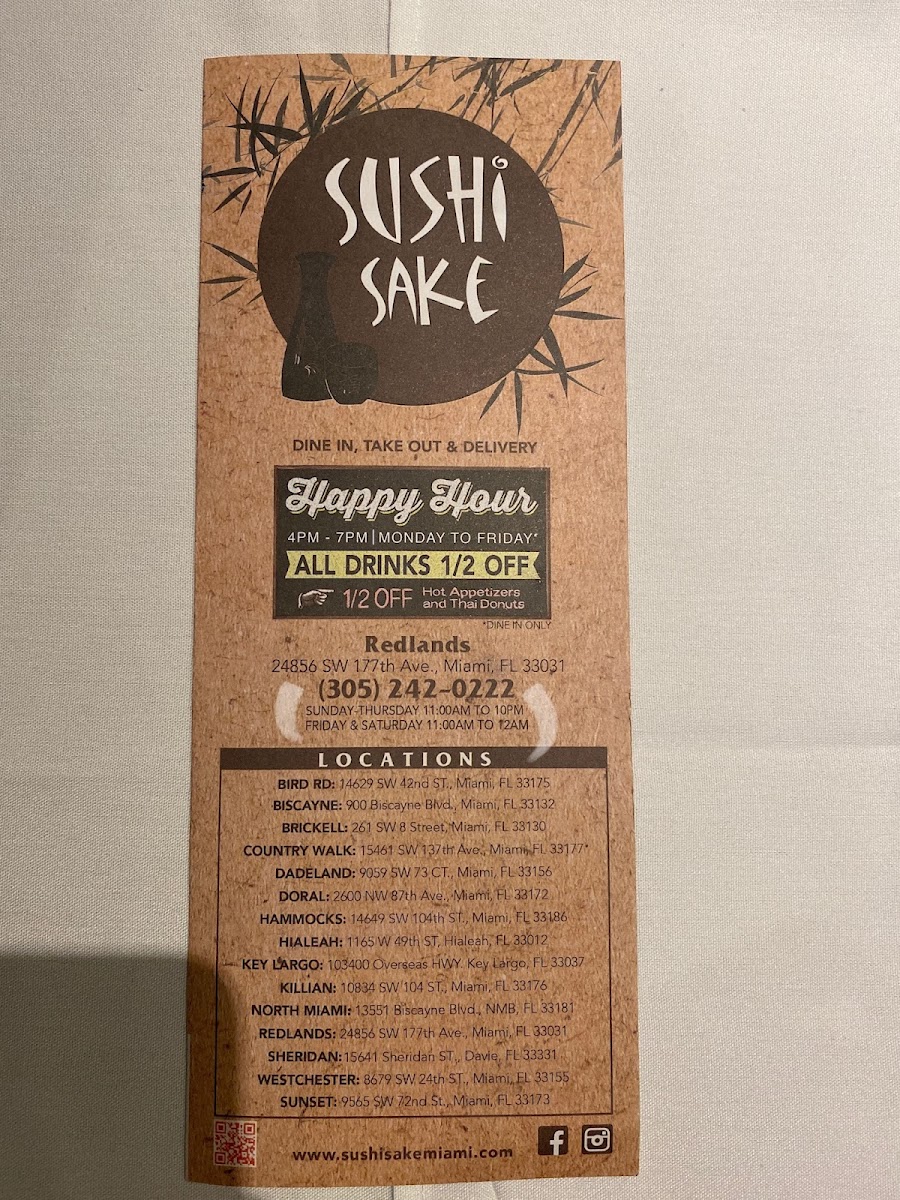 SUSHI
SAKE
DINE IN, TAKE OUT & DELIVERY
Happy Hour
4PM - 7PM | MONDAY TO FRIDAY*
ALL DRINKS 1/2 OFF
1/2 OFF Hot Appetizers
and Thai Donuts
*DINE IN ONLY
Redlands
24856 SW 177th Ave., Miami, FL 33031
(305) 242-0222
SUNDAY-THURSDAY 11:00AM TO 10PM
FRIDAY & SATURDAY 11:00AM TO 12AM
LOCATIONS
BIRD RD: 14629 SW 42nd ST., Miami, FL 33175
BISCAYNE: 900 Biscayne Blvd., Miami, FL 33132
BRICKELL: 261 SW 8 Street, Miami, FL 33130
COUNTRY WALK: 15461 SW 137th Ave., Miami, FL 33177*
DADELAND: 9059 SW 73 CT., Miami, FL 33156
DORAL: 2600 NW 87th Ave., Miami, FL 33172
HAMMOCKS: 14649 SW 104th ST., Miami, FL 33186
HIALEAH: 1165 W 49th ST, Hialeah, FL 33012
KEY LARGO: 103400 Overseas HWY. Key Largo, FL 33037
KILLIAN: 10834 SW 104 ST., Miami, FL 33176
NORTH MIAMI: 13551 Biscayne Blvd., NMB, FL 33181
REDLANDS: 24856 SW 177th Ave., Miami, FL 33031
SHERIDAN: 15641 Sheridan ST., Davie, FL 33331
WESTCHESTER: 8679 SW 24th ST., Miami, FL 33155
SUNSET: 9565 SW 72nd St., Miami, FL 33173
www.sushisakemiami.com